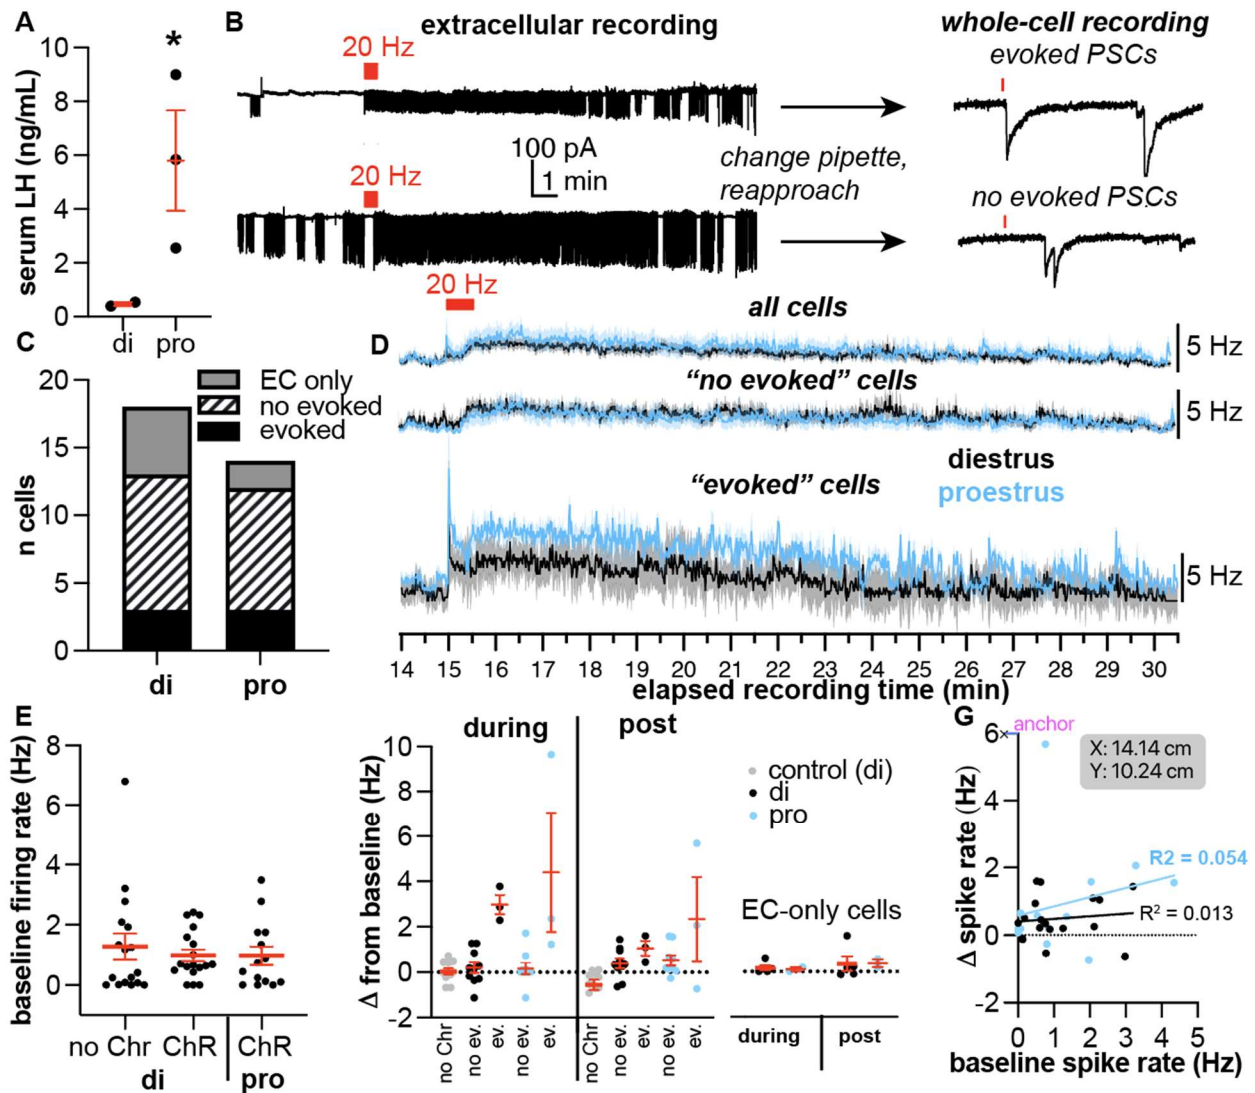 A
B
extracellular recording
whole-cell recording
evoked PSCs
*
20 Hz
10
8
6
4
2
0
serum LH (ng/mL)
di
pro
100 pA
1 min
change pipette,
reapproach
20 Hz
no evoked PSCs
20 Hz
C
20
15
10
5
0
n cells
EC only
no evoked
evoked
di
pro
D
all cells
5 Hz
“no evoked” cells
5 Hz
diestrus
proestrus
“evoked” cells
5 Hz
14 15 16 17 18 19 20 21 22 23 24 25 26 27 28 29 30
elapsed recording time (min)
E
8
6
4
2
0
baseline firing rate (Hz)
no Chr ChR ChR
di pro
during
post
10
8
6
4
2
0
-2
Δ from baseline (Hz)
no Chr
no ev.
ev.
no ev.
ev.
no Chr
no ev.
ev.
no ev.
ev.
control (di)
di
pro
EC-only cells
during
post
G
anchor
X: 14.14 cm
Y: 10.24 cm
6
4
2
0
-2
Δ spike rate (Hz)
R2 = 0.054
R² = 0.013
0 1 2 3 4 5
baseline spike rate (Hz)